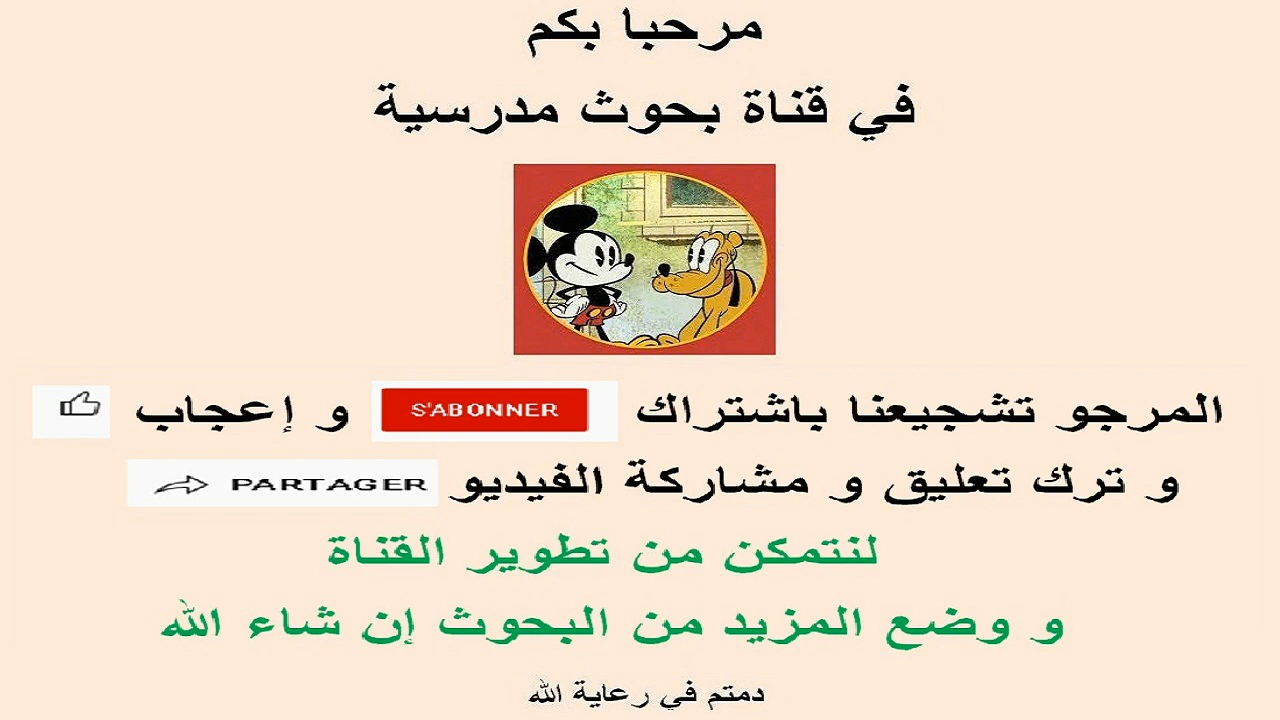 مرحبا بكم
في قناة بحوث مدرسية
المرجو تشجيعنا باشتراك S'ABONNER و إعجاب
و ترك تعليق و مشاركة الفيديو PARTAGER
لنتمكن من تطوير القناة
و وضع المزيد من البحوث إن شاء الله
دمتم في رعاية الله